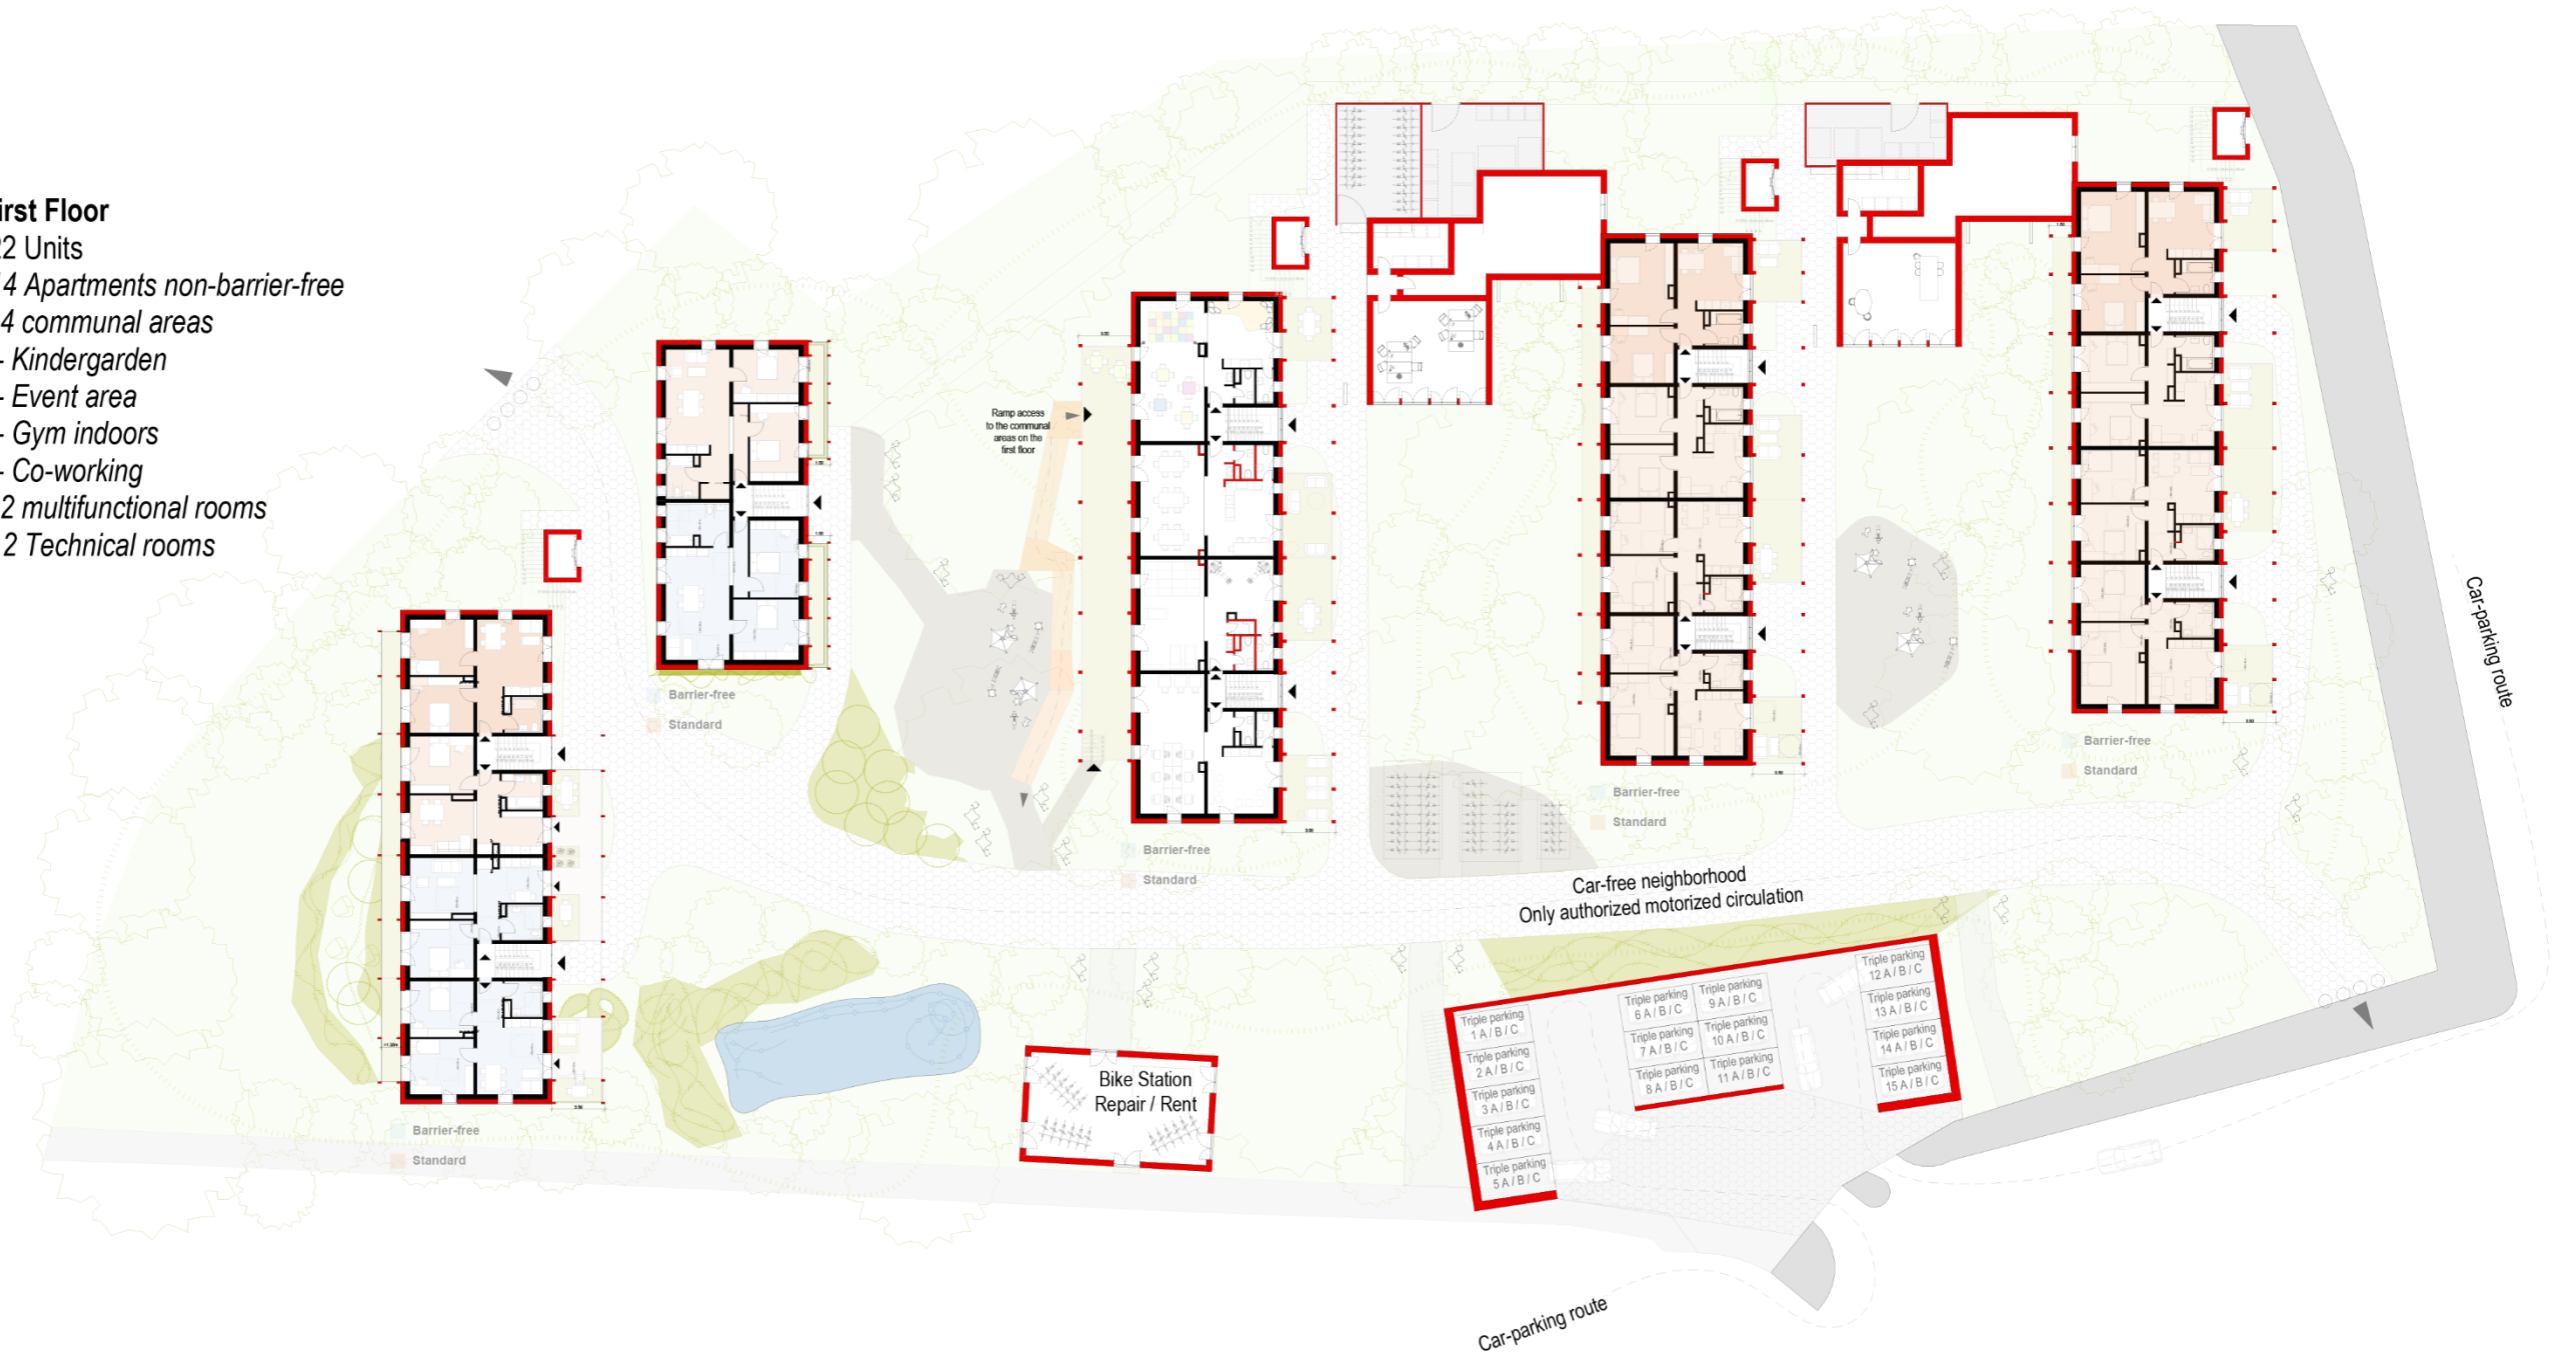 irst Floor
22 Units
14 Apartments non-barrier-free
4 communal areas
- Kindergarden
- Event area
- Gym indoors
- Co-working
2 multifunctional rooms
2 Technical rooms
Ramp access
to the communal
areas on the
first floor
Barrier-free
Standard
Barrier-free
Standard
Barrier-free
Standard
Barrier-free
Standard
Barrier-free
Standard
Car-parking route
Car-free neighborhood
Only authorized motorized circulation
Triple parking
1 A / B / C
Triple parking
2 A / B / C
Triple parking
3 A / B / C
Triple parking
4 A / B / C
Triple parking
5 A / B / C
Triple parking
6 A / B / C
Triple parking
7 A / B / C
Triple parking
8 A / B / C
Triple parking
9 A / B / C
Triple parking
10 A / B / C
Triple parking
11 A / B / C
Triple parking
12 A / B / C
Triple parking
13 A / B / C
Triple parking
14 A / B / C
Triple parking
15 A / B / C
Bike Station
Repair / Rent
Car-parking route